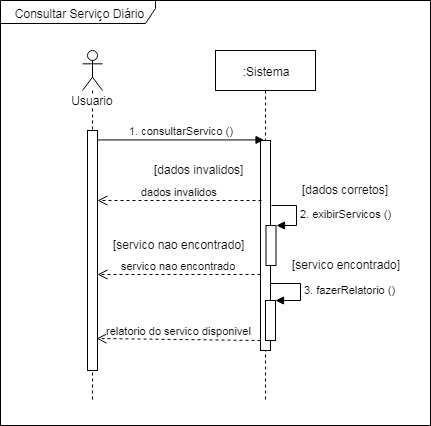 Consultar Serviço Diário
Usuario
:Sistema
1. consultarServico ()
[dados invalidos]
dados invalidos
[dados corretos]
2. exibirServicos ()
[servico nao encontrado]
servico nao encontrado
[servico encontrado]
3. fazerRelatorio ()
relatorio do servico disponivel